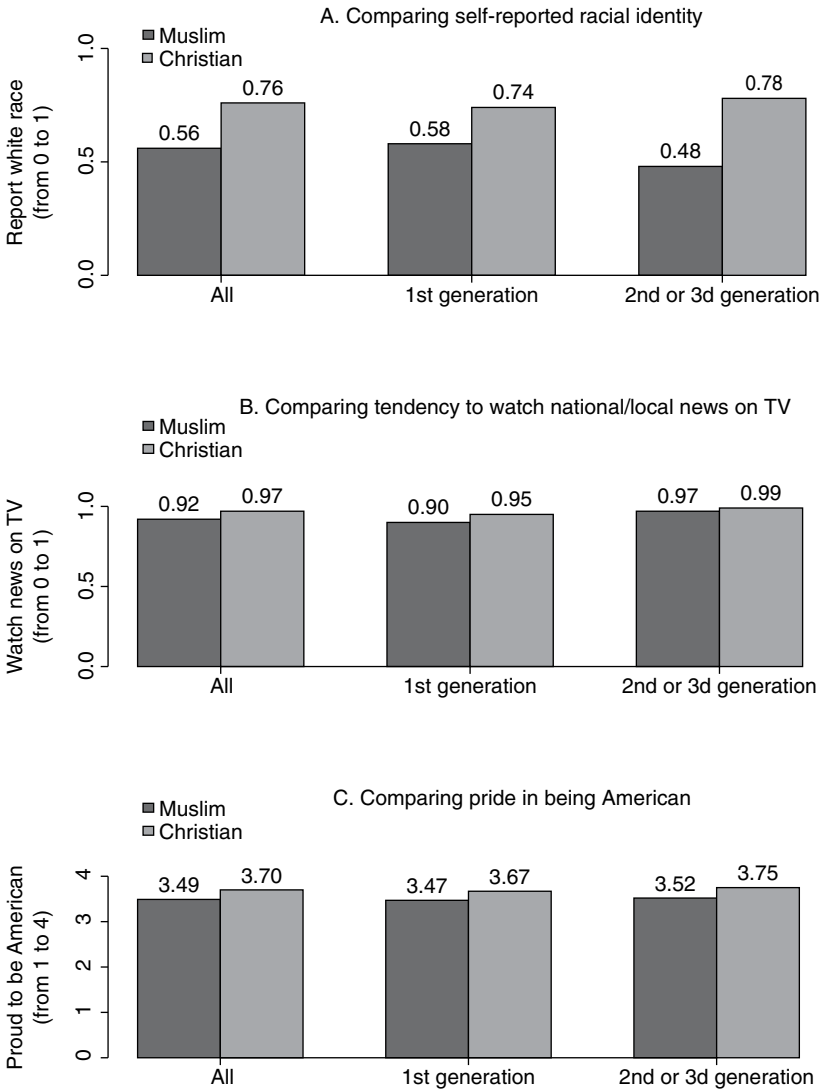 A. Comparing self-reported racial identity
Muslim
Christian
Report white race
(from 0 to 1)
1.0
0.5
0.0
0.56
0.76
0.58
0.74
0.48
0.78
All
1st generation
2nd or 3d generation
B. Comparing tendency to watch national/local news on TV
Muslim
Christian
Watch news on TV
(from 0 to 1)
1.0
0.5
0.0
0.92
0.97
0.90
0.95
0.97
0.99
All
1st generation
2nd or 3d generation
C. Comparing pride in being American
Muslim
Christian
Proud to be American
(from 1 to 4)
4
3
2
1
0
3.49
3.70
3.47
3.67
3.52
3.75
All
1st generation
2nd or 3d generation